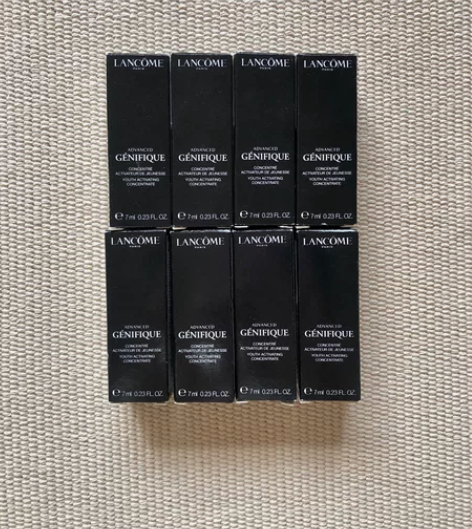 LANCÔME
PARIS
ADVANCED
GÉNIFIQUE
CONCENTRÉ
ACTIVATEUR DE JEUNESSE
YOUTH ACTIVATING
CONCENTRATE
℮ 7 ml 0.23 FL.OZ.
LANCÔME
PARIS
ADVANCED
GÉNIFIQUE
CONCENTRÉ
ACTIVATEUR DE JEUNESSE
YOUTH ACTIVATING
CONCENTRATE
℮ 7 ml 0.23 FL.OZ.
LANCÔME
PARIS
ADVANCED
GÉNIFIQUE
CONCENTRÉ
ACTIVATEUR DE JEUNESSE
YOUTH ACTIVATING
CONCENTRATE
℮ 7 ml 0.23 FL.OZ.
LANCÔME
PARIS
ADVANCED
GÉNIFIQUE
CONCENTRÉ
ACTIVATEUR DE JEUNESSE
YOUTH ACTIVATING
CONCENTRATE
℮ 7 ml 0.23 FL.OZ.
LANCÔME
PARIS
ADVANCED
GÉNIFIQUE
CONCENTRÉ
ACTIVATEUR DE JEUNESSE
YOUTH ACTIVATING
CONCENTRATE
℮ 7 ml 0.23 FL.OZ.
LANCÔME
PARIS
ADVANCED
GÉNIFIQUE
CONCENTRÉ
ACTIVATEUR DE JEUNESSE
YOUTH ACTIVATING
CONCENTRATE
℮ 7 ml 0.23 FL.OZ.
LANCÔME
PARIS
ADVANCED
GÉNIFIQUE
CONCENTRÉ
ACTIVATEUR DE JEUNESSE
YOUTH ACTIVATING
CONCENTRATE
℮ 7 ml 0.23 FL.OZ.
LANCÔME
PARIS
ADVANCED
GÉNIFIQUE
CONCENTRÉ
ACTIVATEUR DE JEUNESSE
YOUTH ACTIVATING
CONCENTRATE
℮ 7 ml 0.23 FL.OZ.